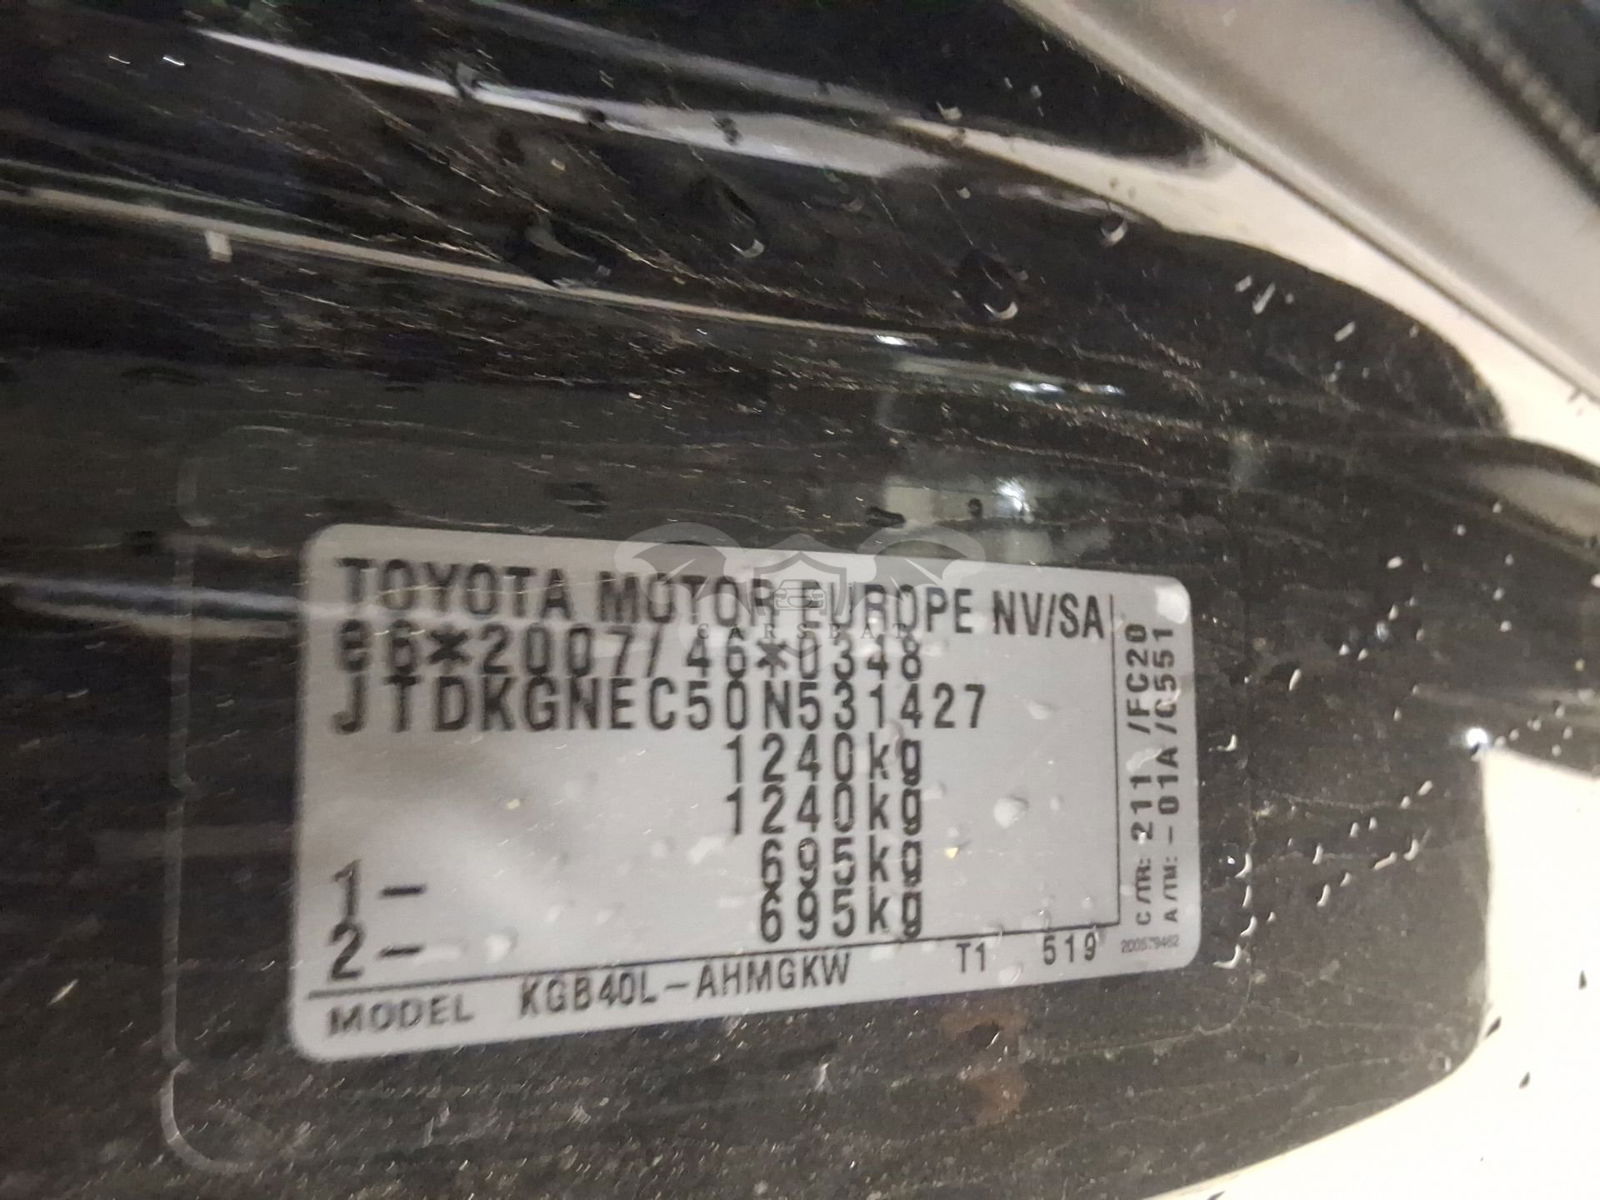 TOYOTA MOTOR EUROPE NV/SA
e6*2007/46*0348
JTDKGNEC50N531427
1240kg
1240kg
1- 695kg
2- 695kg
MODEL KGB40L-AHMGKW T1 519
C/TR: 211 /FC20
A/TM: -01A /C551